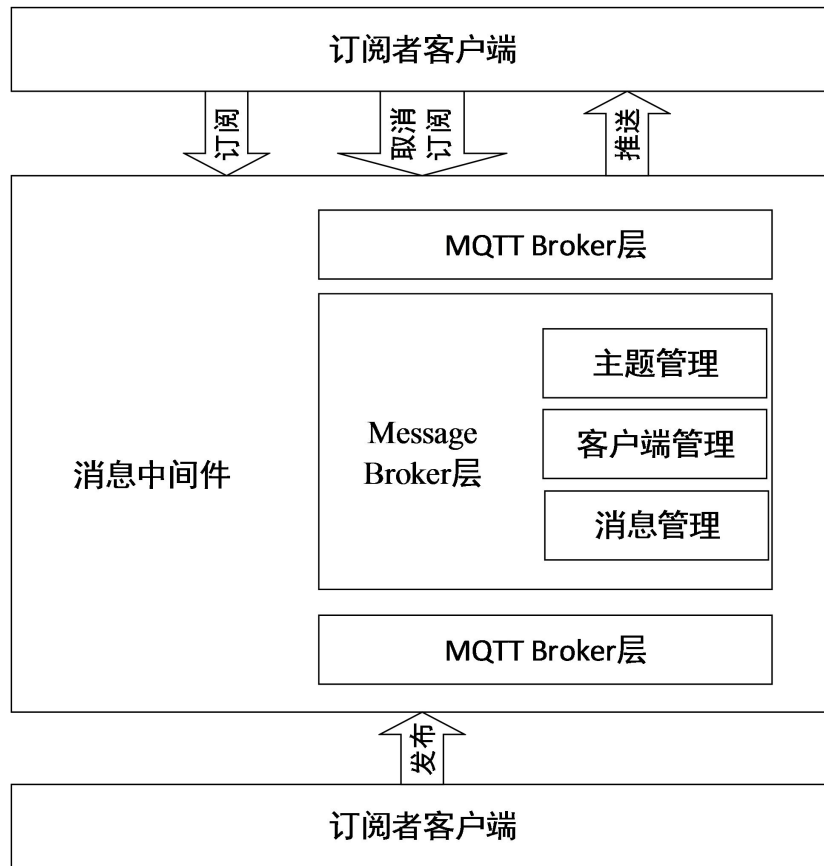 订阅者客户端
订阅
取消
订阅
推送
MQTT Broker层
主题管理
Message
Broker层
客户端管理
消息中间件
消息管理
MQTT Broker层
发布
订阅者客户端